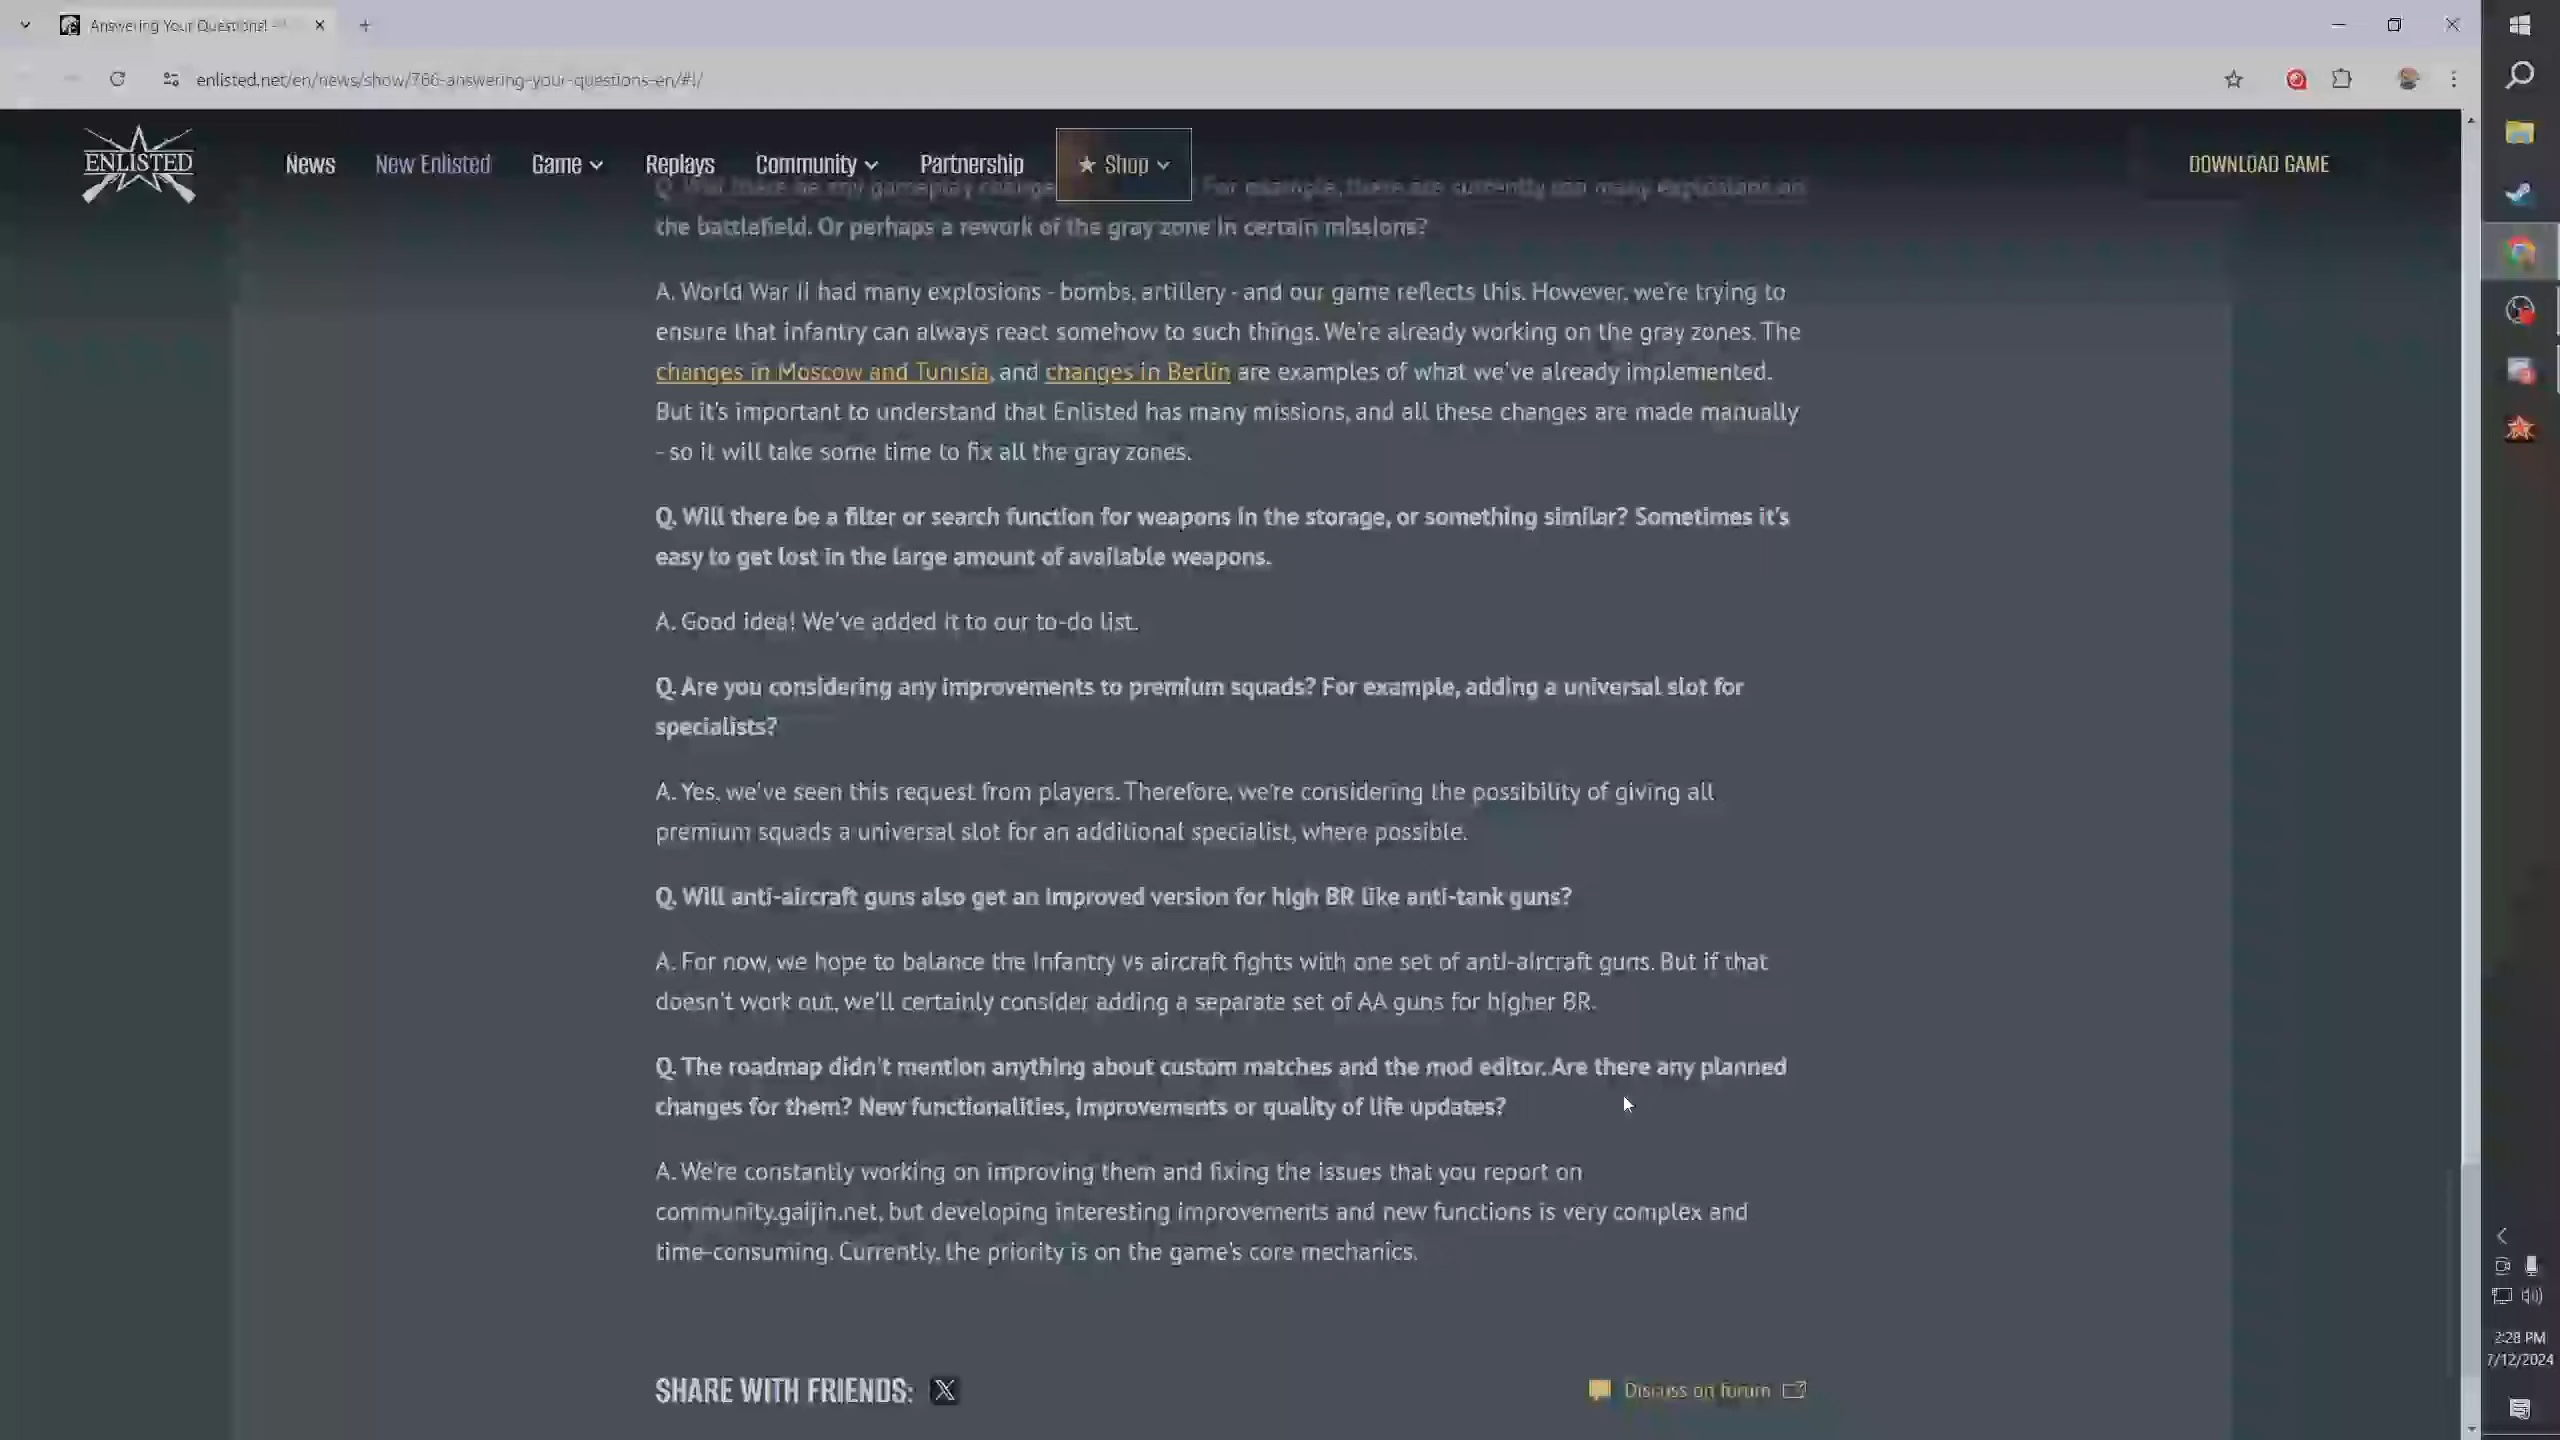 Answering Your Questions! -
enlisted.net/en/news/show/766-answering-your-questions-en/#!/
ENLISTED
News
New Enlisted
Game
Replays
Community
Partnership
★ Shop
DOWNLOAD GAME
Q. Will there be any gameplay change For example, there are currently too many explosions on
the battlefield. Or perhaps a rework of the gray zone in certain missions?
A. World War II had many explosions - bombs, artillery - and our game reflects this. However, we're trying to
ensure that infantry can always react somehow to such things. We're already working on the gray zones. The
changes in Moscow and Tunisia, and changes in Berlin are examples of what we've already implemented.
But it's important to understand that Enlisted has many missions, and all these changes are made manually
- so it will take some time to fix all the gray zones.
Q. Will there be a filter or search function for weapons in the storage, or something similar? Sometimes it's
easy to get lost in the large amount of available weapons.
A. Good idea! We've added it to our to-do list.
Q. Are you considering any improvements to premium squads? For example, adding a universal slot for
specialists?
A. Yes, we've seen this request from players. Therefore, we're considering the possibility of giving all
premium squads a universal slot for an additional specialist, where possible.
Q. Will anti-aircraft guns also get an improved version for high BR like anti-tank guns?
A. For now, we hope to balance the Infantry vs aircraft fights with one set of anti-aircraft guns. But if that
doesn't work out, we'll certainly consider adding a separate set of AA guns for higher BR.
Q. The roadmap didn't mention anything about custom matches and the mod editor. Are there any planned
changes for them? New functionalities, improvements or quality of life updates?
A. We're constantly working on improving them and fixing the issues that you report on
community.gaijin.net, but developing interesting improvements and new functions is very complex and
time-consuming. Currently, the priority is on the game's core mechanics.
SHARE WITH FRIENDS:
Discuss on forum
2:28 PM
7/12/2024